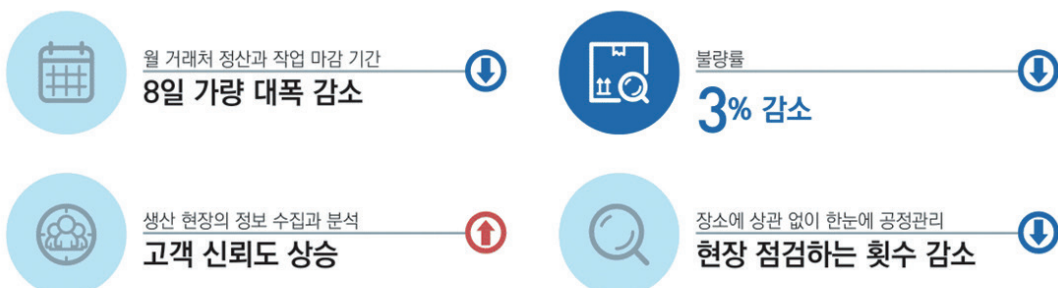 월 거래처 정산과 작업 마감 기간
8일 가량 대폭 감소
불량률
3% 감소
생산 현장의 정보 수집과 분석
고객 신뢰도 상승
장소에 상관 없이 한눈에 공정관리
현장 점검하는 횟수 감소